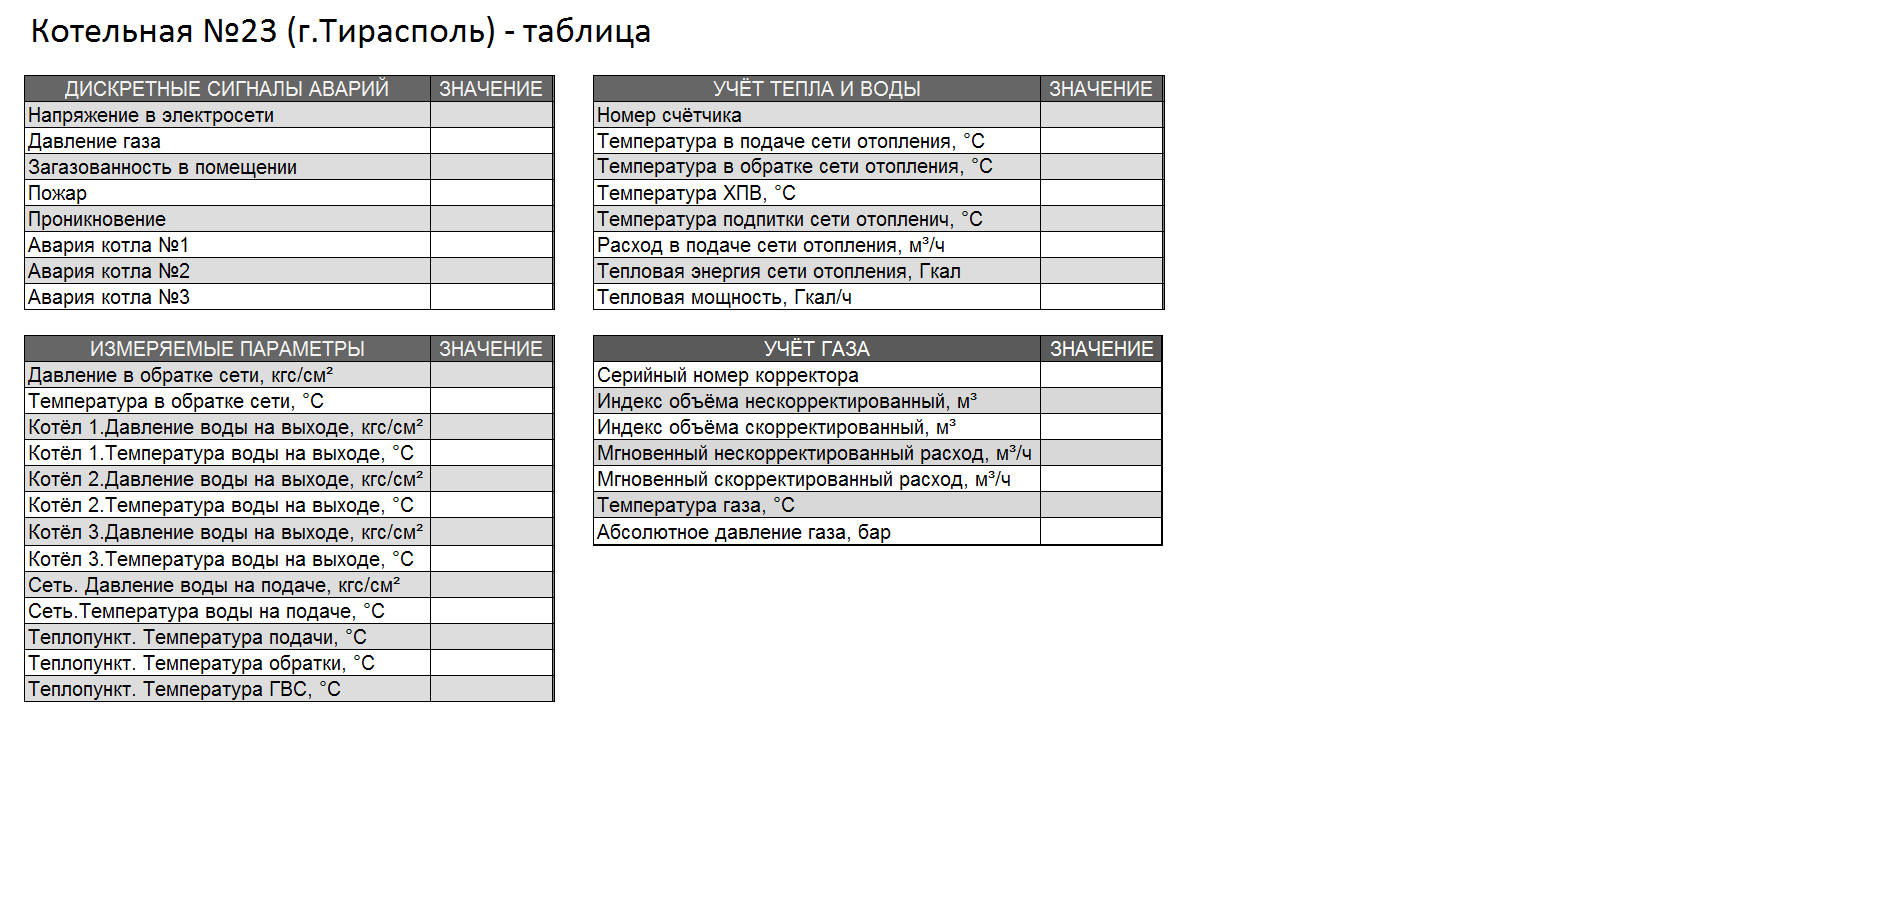 Котельная №23 (г.Тирасполь) - таблица
ДИСКРЕТНЫЕ СИГНАЛЫ АВАРИЙ ЗНАЧЕНИЕ
Напряжение в электросети
Давление газа
Загазованность в помещении
Пожар
Проникновение
Авария котла №1
Авария котла №2
Авария котла №3
УЧЁТ ТЕПЛА И ВОДЫ ЗНАЧЕНИЕ
Номер счётчика
Температура в подаче сети отопления, °С
Температура в обратке сети отопления, °С
Температура ХПВ, °С
Температура подпитки сети отопленич, °С
Расход в подаче сети отопления, м³/ч
Тепловая энергия сети отопления, Гкал
Тепловая мощность, Гкал/ч
ИЗМЕРЯЕМЫЕ ПАРАМЕТРЫ ЗНАЧЕНИЕ
Давление в обратке сети, кгс/см²
Температура в обратке сети, °С
Котёл 1.Давление воды на выходе, кгс/см²
Котёл 1.Температура воды на выходе, °С
Котёл 2.Давление воды на выходе, кгс/см²
Котёл 2.Температура воды на выходе, °С
Котёл 3.Давление воды на выходе, кгс/см²
Котёл 3.Температура воды на выходе, °С
Сеть. Давление воды на подаче, кгс/см²
Сеть.Температура воды на подаче, °С
Теплопункт. Температура подачи, °С
Теплопункт. Температура обратки, °С
Теплопункт. Температура ГВС, °С
УЧЁТ ГАЗА ЗНАЧЕНИЕ
Серийный номер корректора
Индекс объёма нескорректированный, м³
Индекс объёма скорректированный, м³
Мгновенный нескорректированный расход, м³/ч
Мгновенный скорректированный расход, м³/ч
Температура газа, °С
Абсолютное давление газа, бар